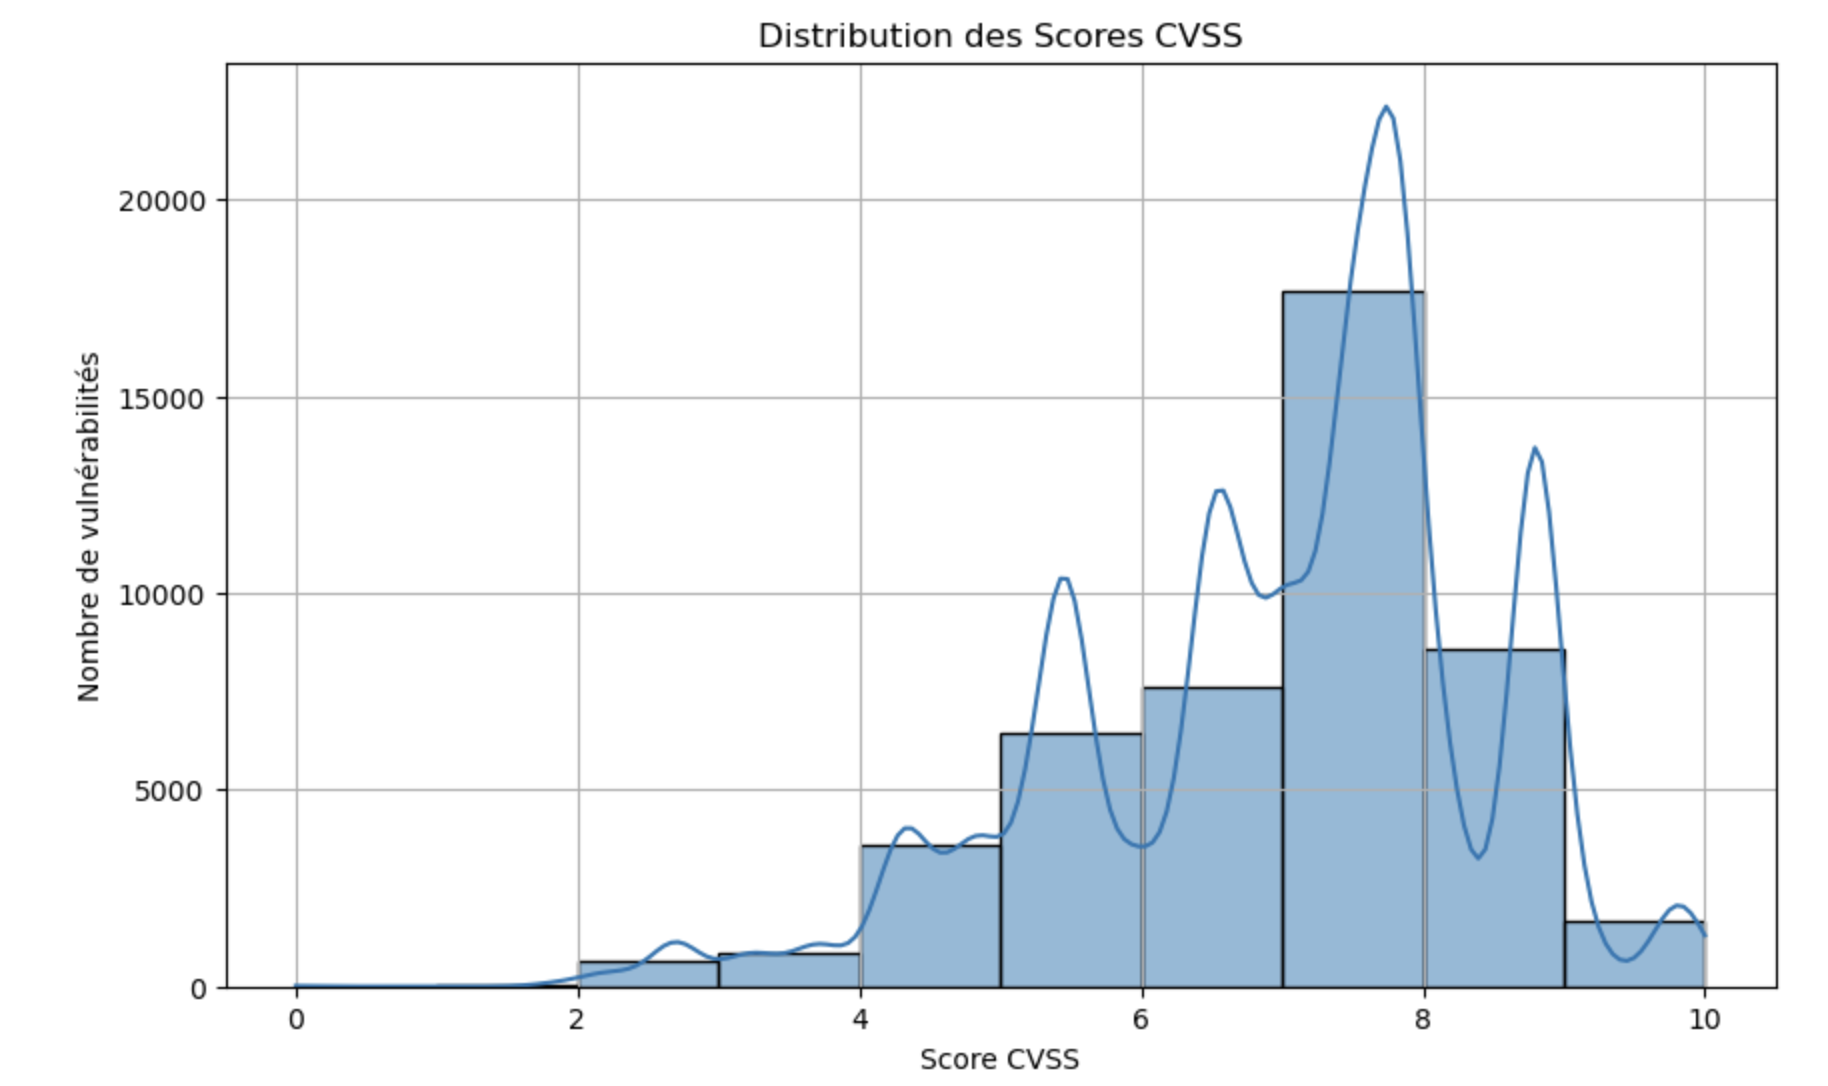 Distribution des Scores CVSS
Nombre de vulnérabilités
20000
15000
10000
5000
0
0 2 4 6 8 10
Score CVSS